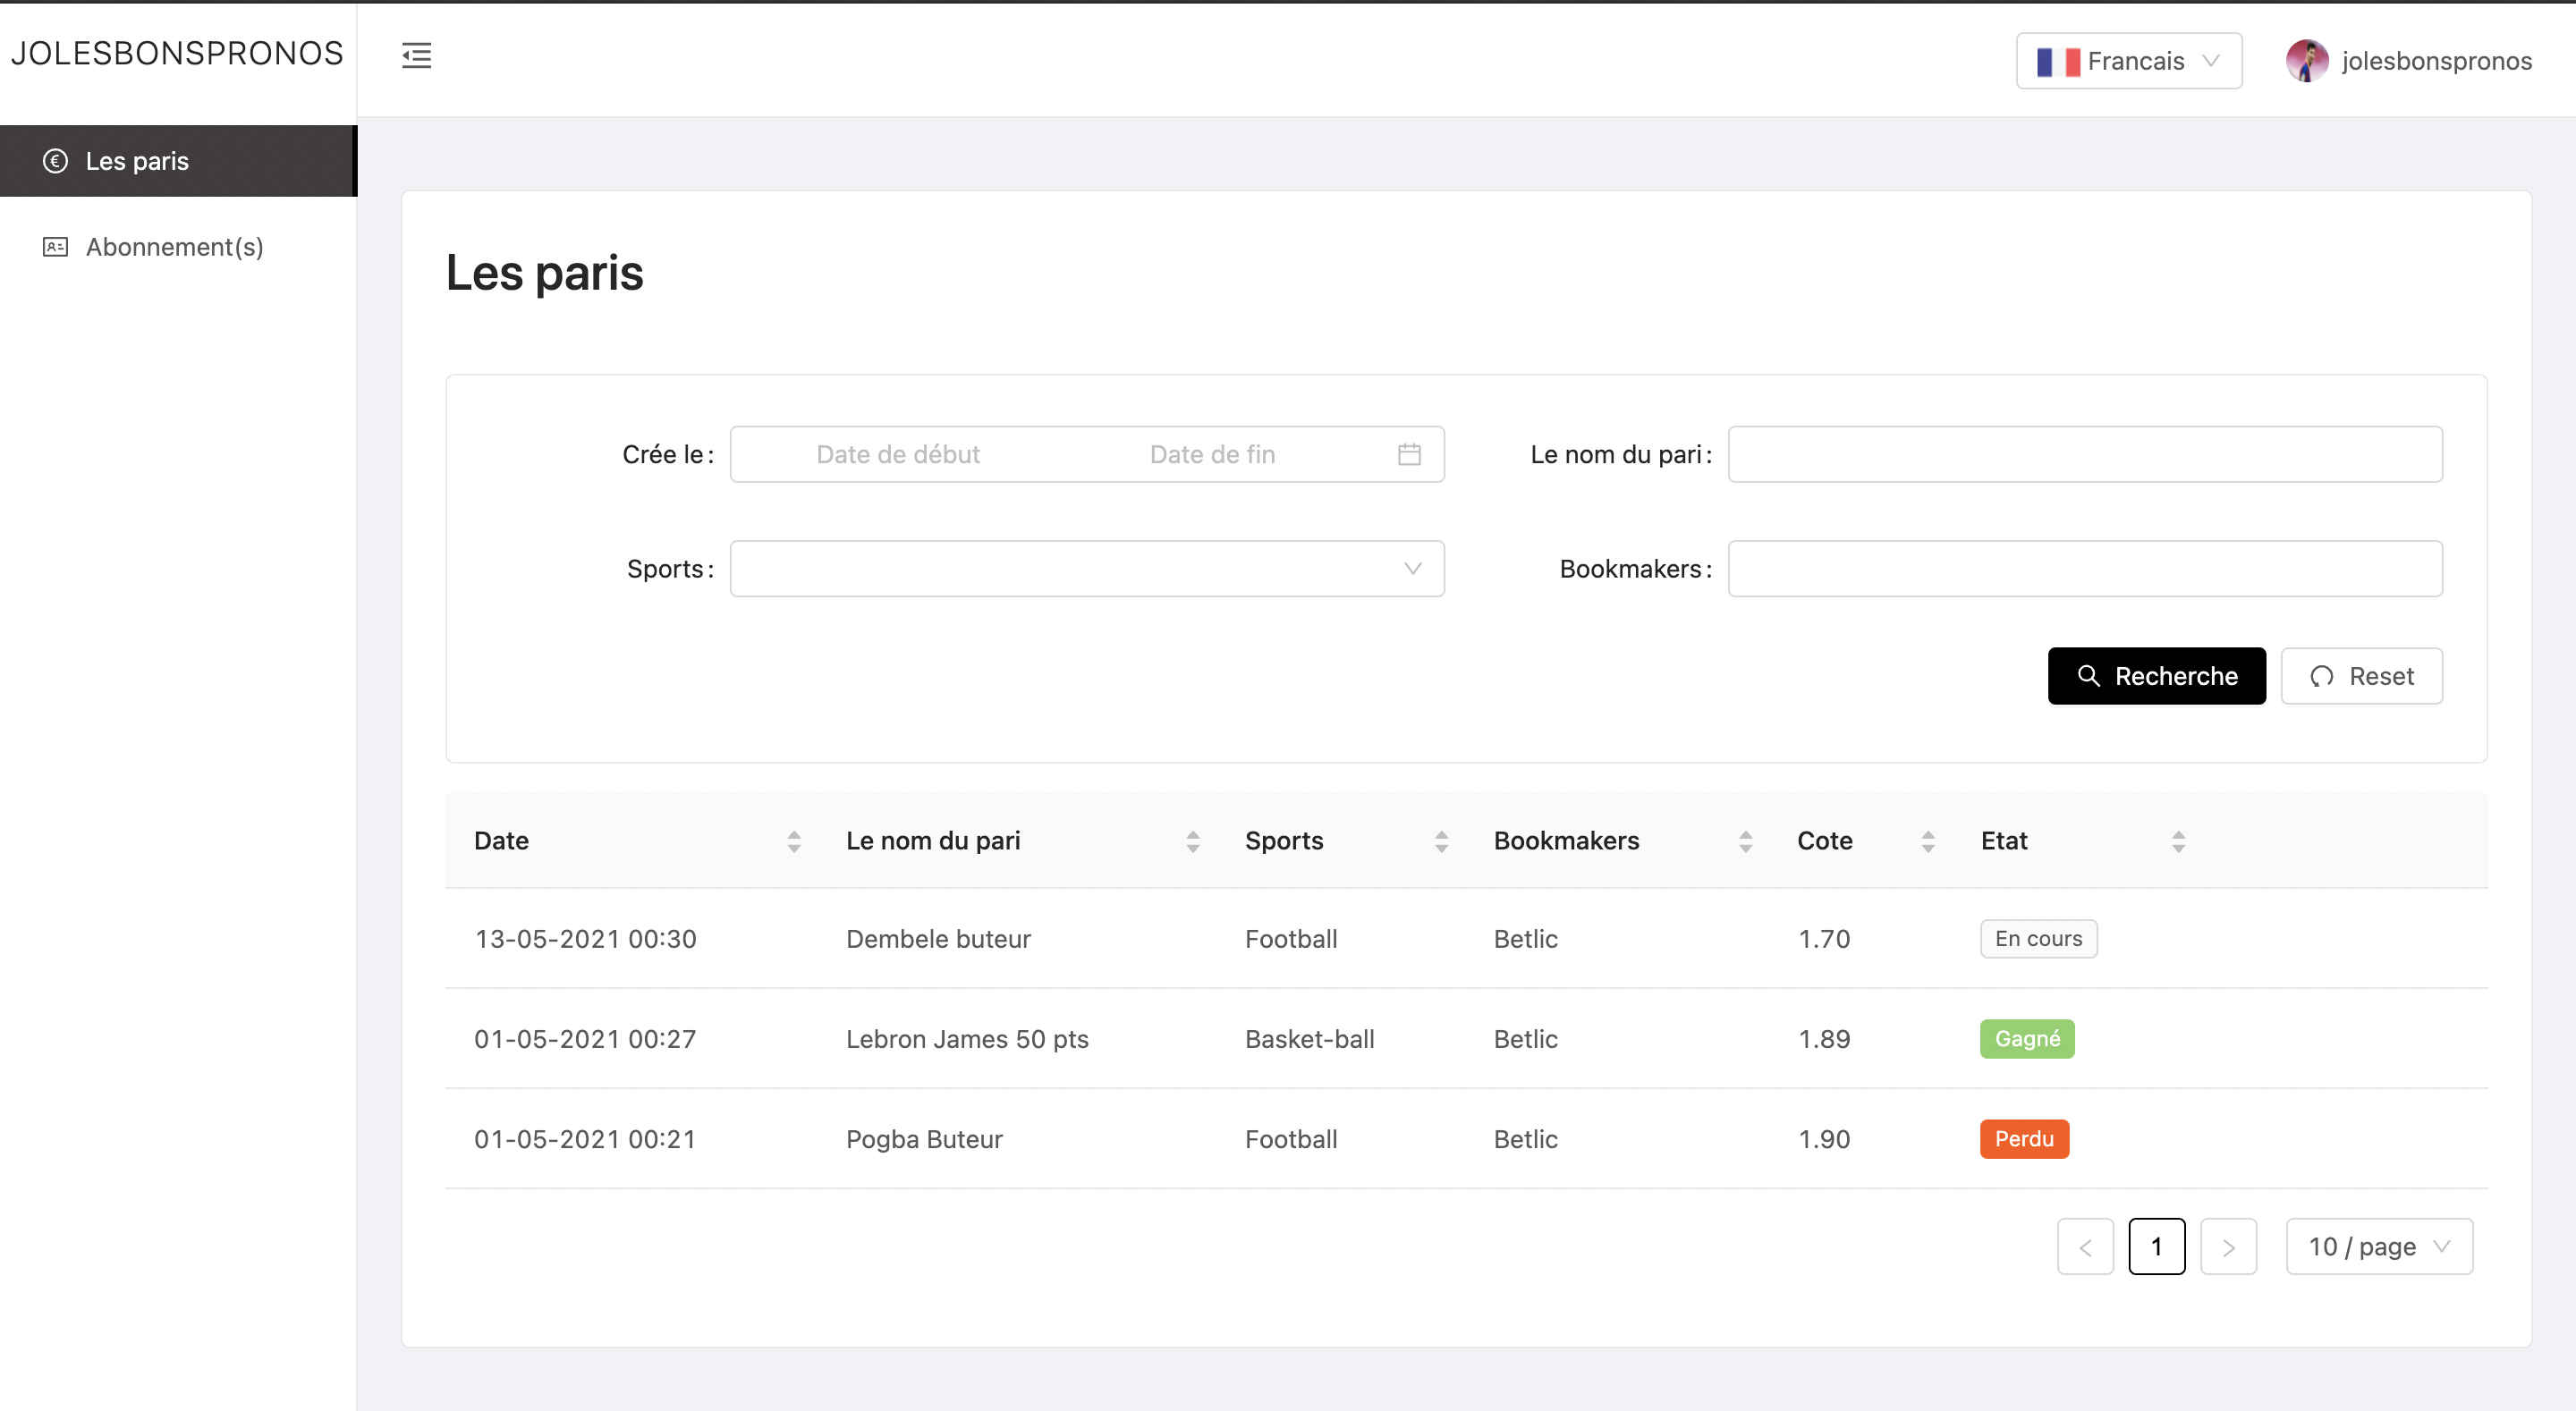 JOLESBONSPRONOS
Francais
jolesbonspronos
Les paris
Abonnement(s)
Les paris
Crée le : Date de début Date de fin
Le nom du pari :
Sports :
Bookmakers :
Recherche Reset
Date Le nom du pari Sports Bookmakers Cote Etat
13-05-2021 00:30 Dembele buteur Football Betlic 1.70 En cours
01-05-2021 00:27 Lebron James 50 pts Basket-ball Betlic 1.89 Gagné
01-05-2021 00:21 Pogba Buteur Football Betlic 1.90 Perdu
< 1 > 10 / page